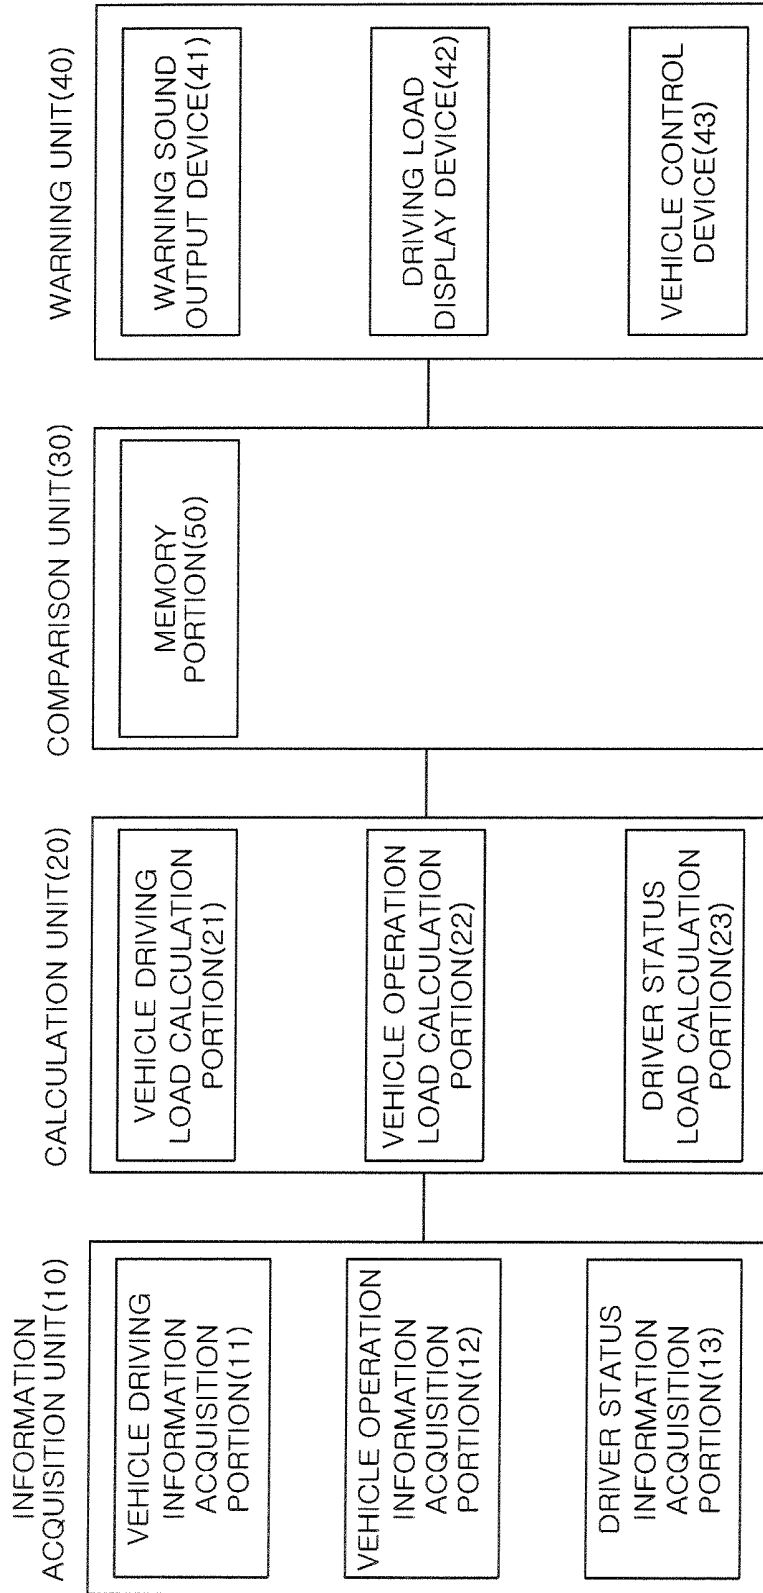 INFORMATION
ACQUISITION UNIT(10)
VEHICLE DRIVING
INFORMATION
ACQUISITION
PORTION(11)
VEHICLE OPERATION
INFORMATION
ACQUISITION
PORTION(12)
DRIVER STATUS
INFORMATION
ACQUISITION
PORTION(13)
CALCULATION UNIT(20)
VEHICLE DRIVING
LOAD CALCULATION
PORTION(21)
VEHICLE OPERATION
LOAD CALCULATION
PORTION(22)
DRIVER STATUS
LOAD CALCULATION
PORTION(23)
COMPARISON UNIT(30)
MEMORY
PORTION(50)
WARNING UNIT(40)
WARNING SOUND
OUTPUT DEVICE(41)
DRIVING LOAD
DISPLAY DEVICE(42)
VEHICLE CONTROL
DEVICE(43)